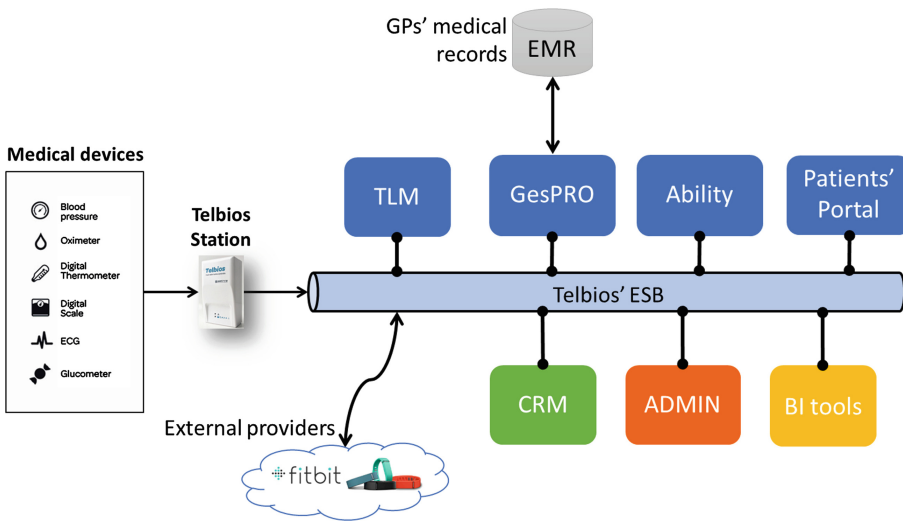 GPs' medical
records
EMR
Medical devices
Blood
pressure
Oximeter
Digital
Thermometer
Digital
Scale
ECG
Glucometer
Telbios
Station
Telbios
TLM
GesPRO
Ability
Patients'
Portal
Telbios' ESB
CRM
ADMIN
BI tools
External providers
fitbit